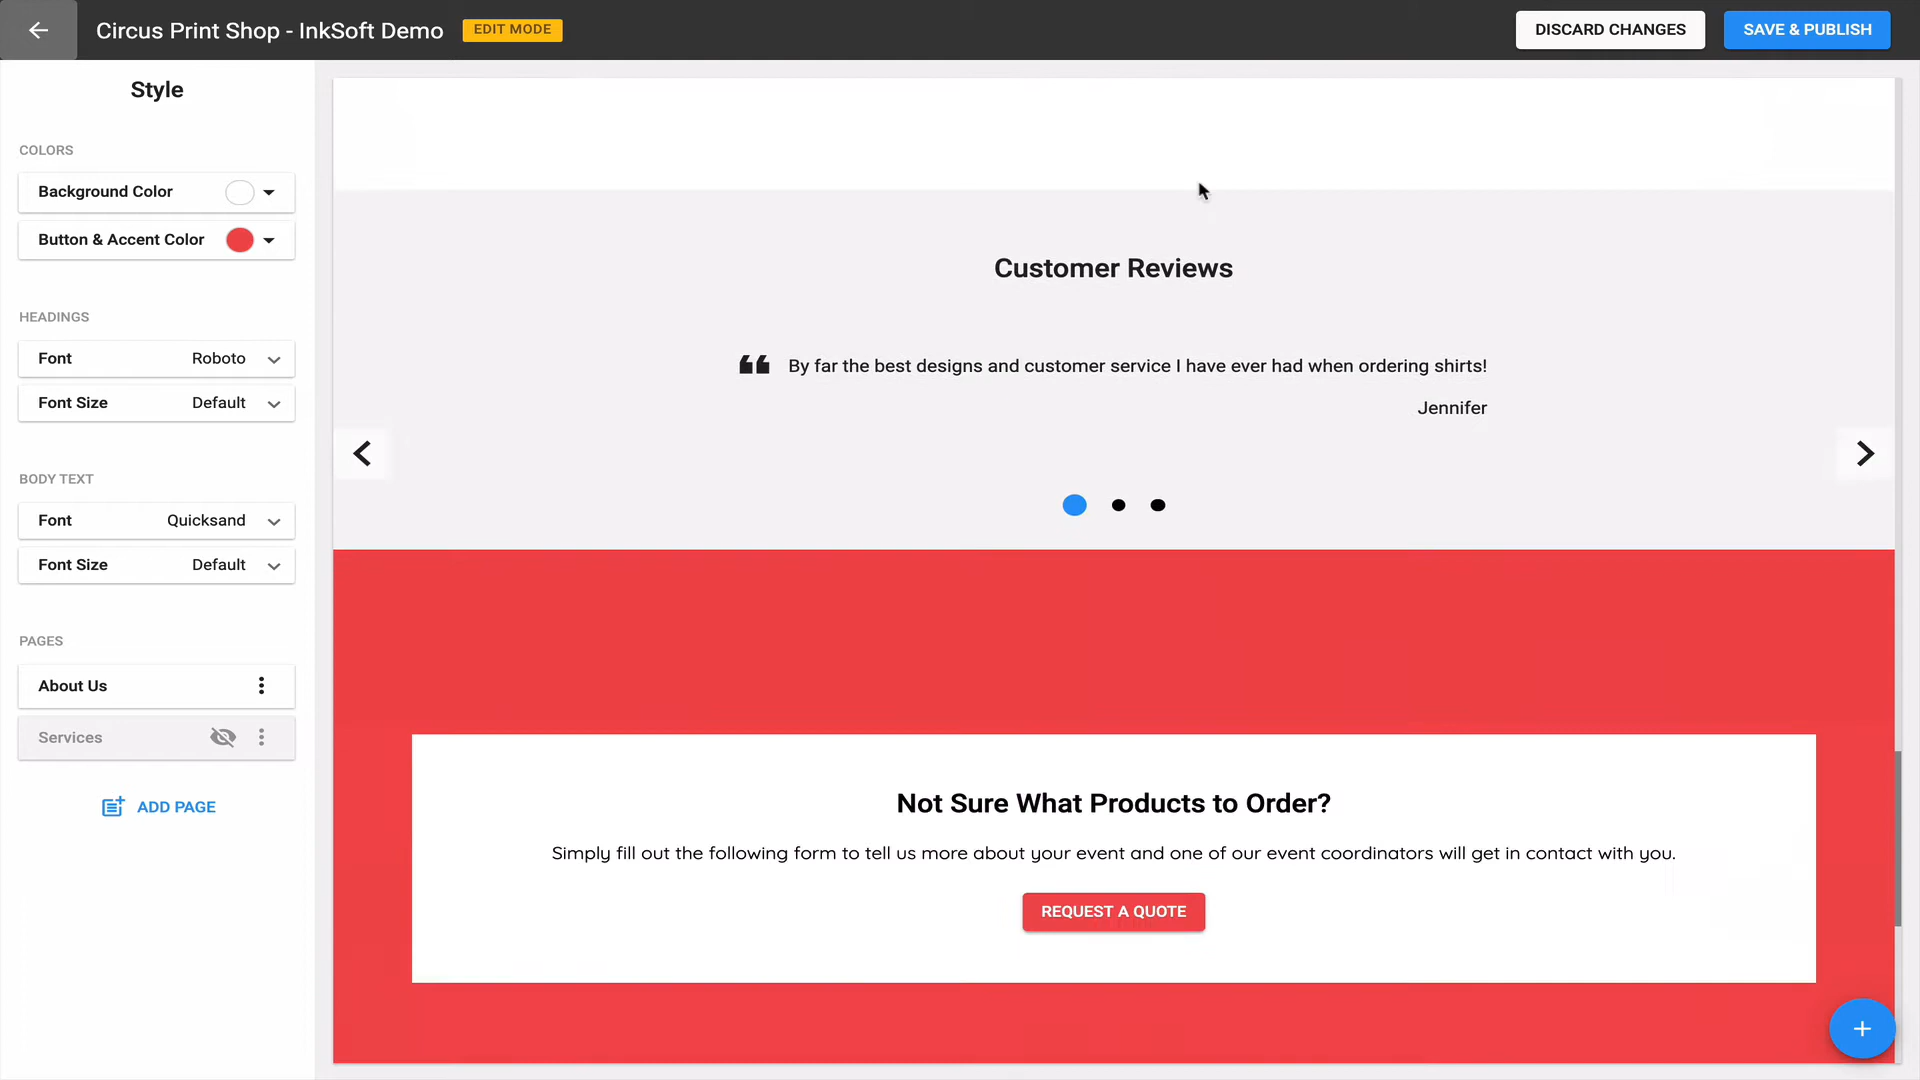 Circus Print Shop - InkSoft Demo
EDIT MODE
DISCARD CHANGES
SAVE & PUBLISH
Style
COLORS
Background Color
Button & Accent Color
HEADINGS
Font Roboto
Font Size Default
BODY TEXT
Font Quicksand
Font Size Default
PAGES
About Us
Services
ADD PAGE
Customer Reviews
By far the best designs and customer service I have ever had when ordering shirts!
Jennifer
Not Sure What Products to Order?
Simply fill out the following form to tell us more about your event and one of our event coordinators will get in contact with you.
REQUEST A QUOTE